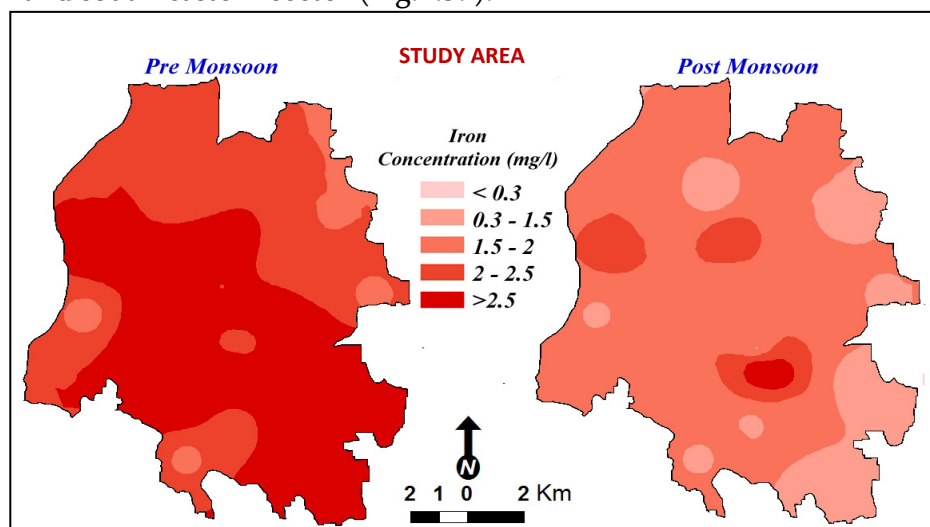 STUDY AREA
Pre Monsoon
Post Monsoon
Iron
Concentration (mg/l)
< 0.3
0.3 - 1.5
1.5 - 2
2 - 2.5
>2.5
N
2 1 0 2 Km